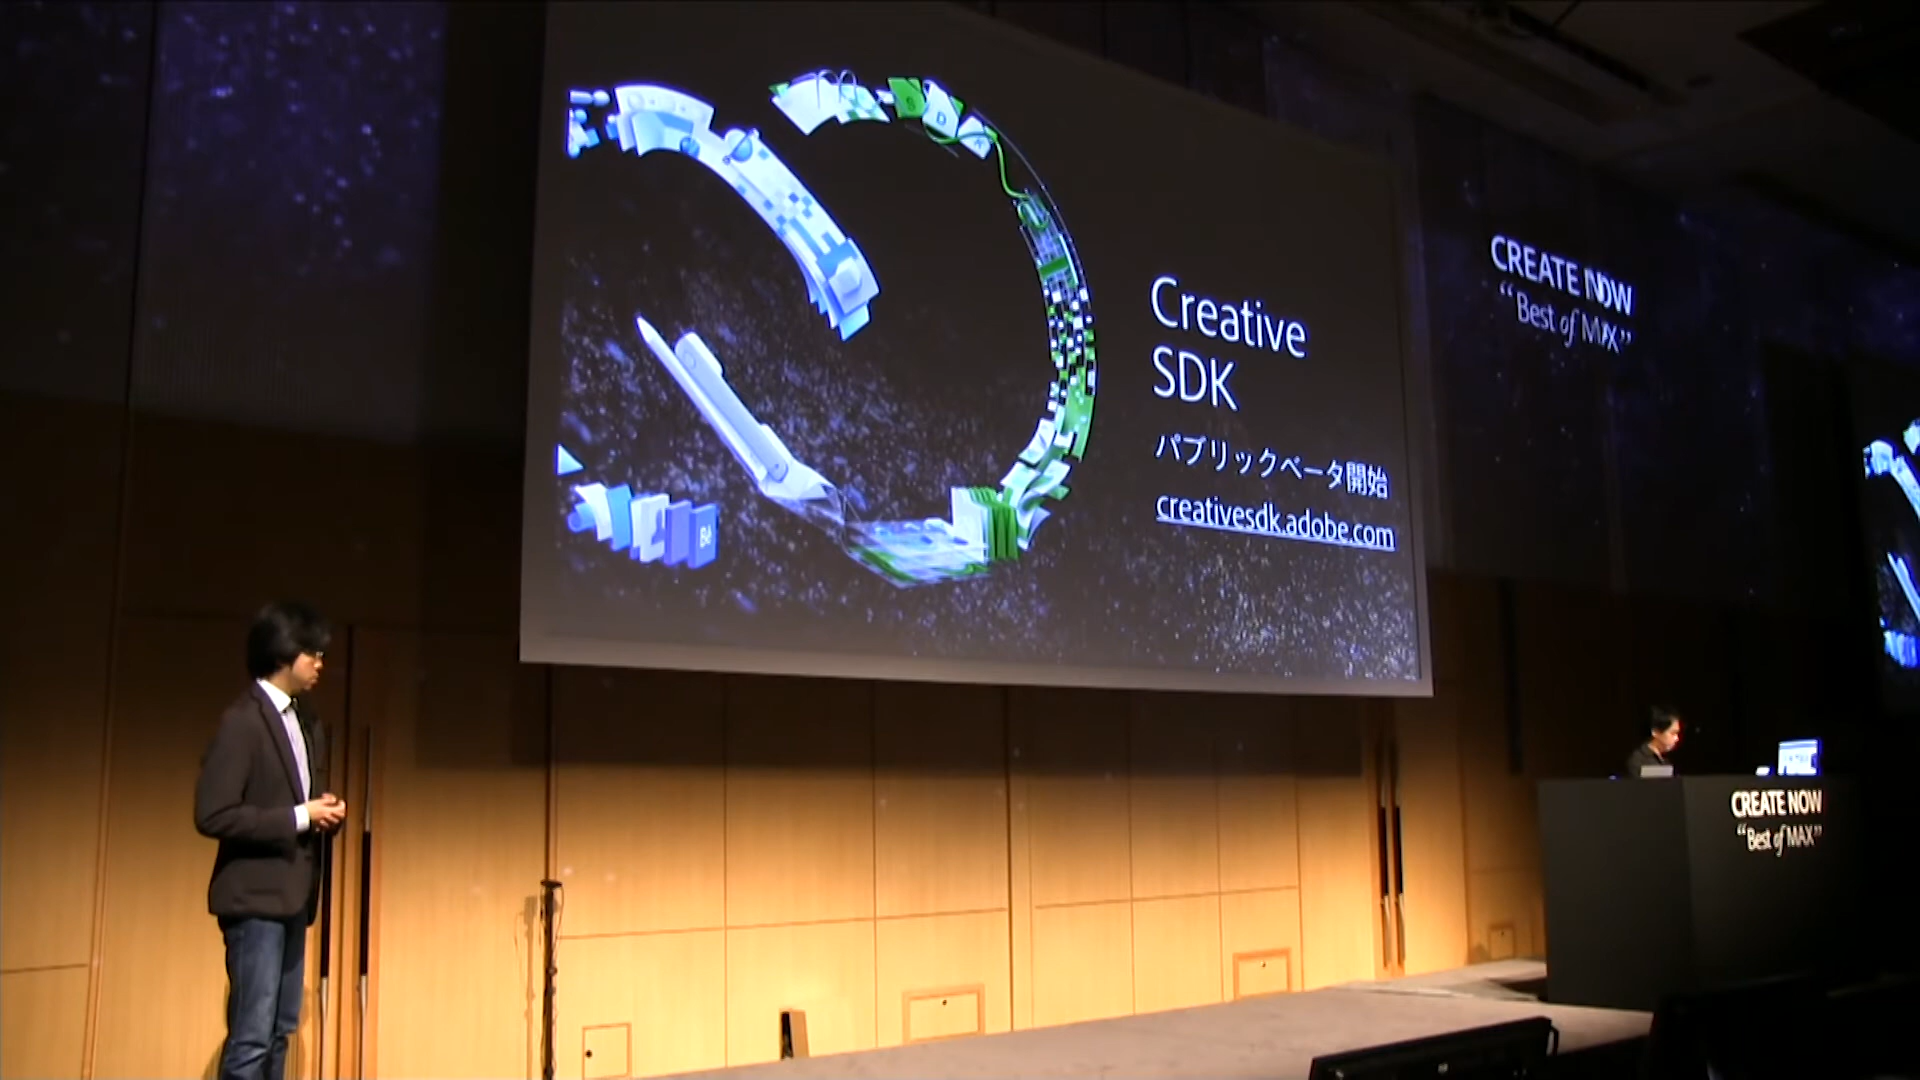 S
D
K
Creative
SDK
パブリックベータ開始
creativesdk.adobe.com
Bē
CREATE NOW
“Best of MAX”
CREATE NOW
“Best of MAX”